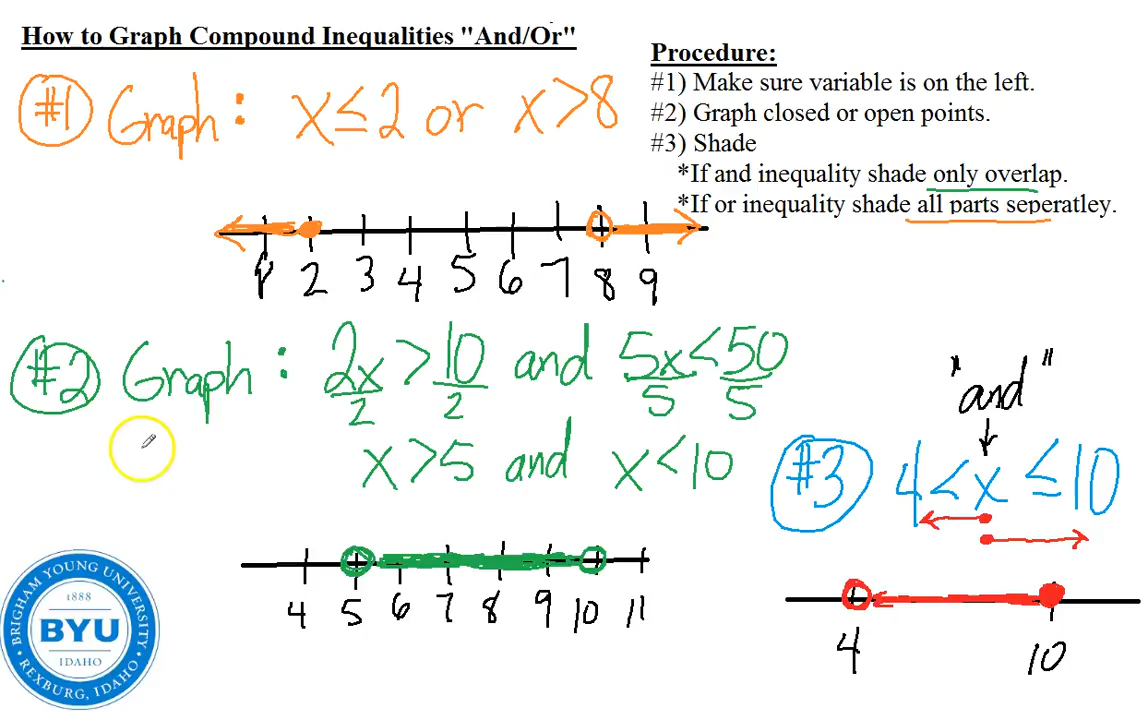 How to Graph Compound Inequalities "And/Or"
Procedure:
#1) Make sure variable is on the left.
#2) Graph closed or open points.
#3) Shade
*If and inequality shade only overlap.
*If or inequality shade all parts seperatley.
#1 Graph: x ≤ 2 or x > 8
1 2 3 4 5 6 7 8 9
#2 Graph: 2x/2 > 10/2 and 5x/5 < 50/5
x > 5 and x < 10
4 5 6 7 8 9 10 11
"and"
#3 4 < x ≤ 10
4 10
BRIGHAM YOUNG UNIVERSITY
1888
BYU
IDAHO
REXBURG, IDAHO